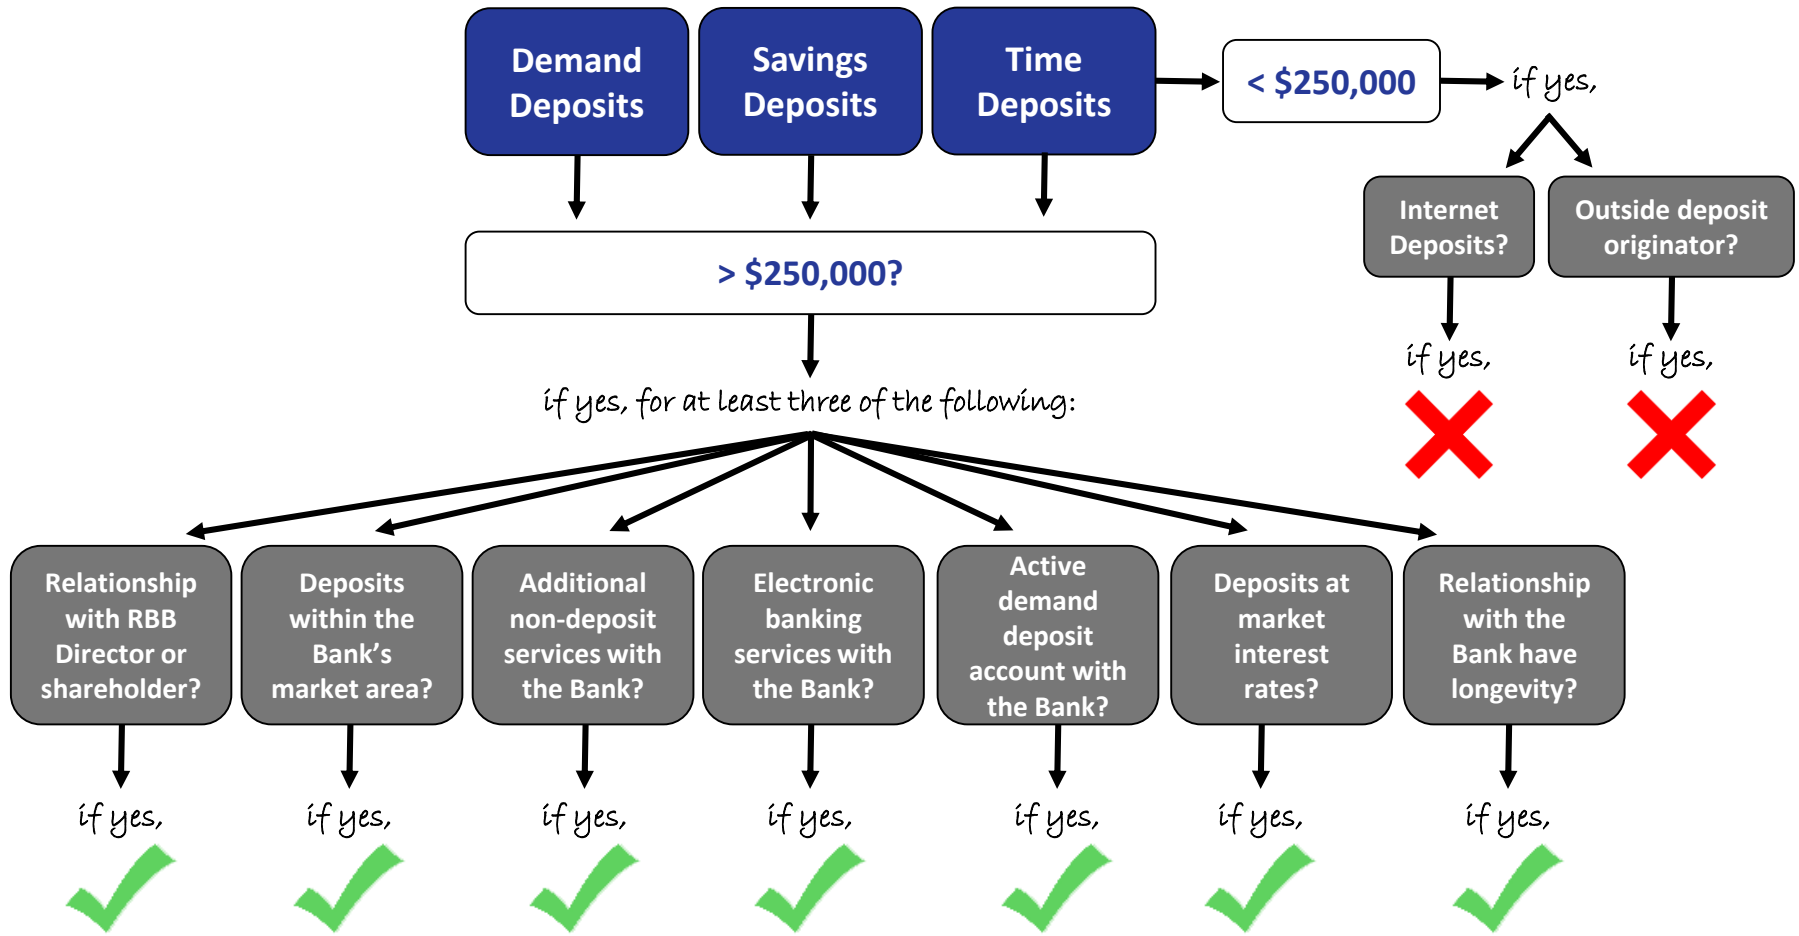 Demand
Deposits
Savings
Deposits
Time
Deposits
< $250,000
if yes,
Internet
Deposits?
Outside deposit
originator?
> $250,000?
if yes,
if yes,
if yes, for at least three of the following:
Relationship
with RBB
Director or
shareholder?
Deposits
within the
Bank's
market area?
Additional
non-deposit
services with
the Bank?
Electronic
banking
services with
the Bank?
Active
demand
deposit
account with
the Bank?
Deposits at
market
interest
rates?
Relationship
with the
Bank have
longevity?
if yes,
if yes,
if yes,
if yes,
if yes,
if yes,
if yes,